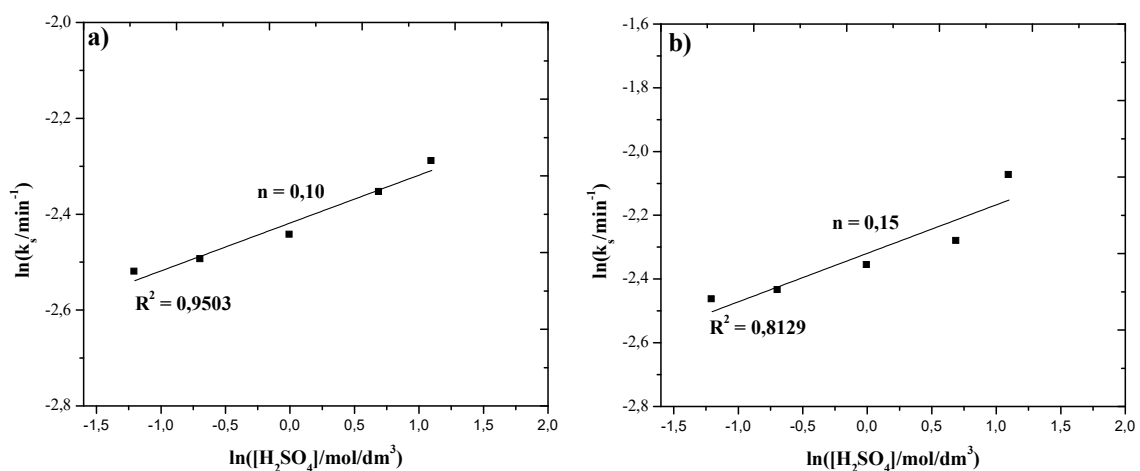 a)
-2,0
-2,2
-2,4
-2,6
-2,8
ln(kₛ/min⁻¹)
n = 0,10
R² = 0,9503
-1,5 -1,0 -0,5 0,0 0,5 1,0 1,5 2,0
ln([H₂SO₄]/mol/dm³)
b)
-1,6
-1,8
-2,0
-2,2
-2,4
-2,6
-2,8
ln(kₛ/min⁻¹)
n = 0,15
R² = 0,8129
-1,5 -1,0 -0,5 0,0 0,5 1,0 1,5 2,0
ln([H₂SO₄]/mol/dm³)